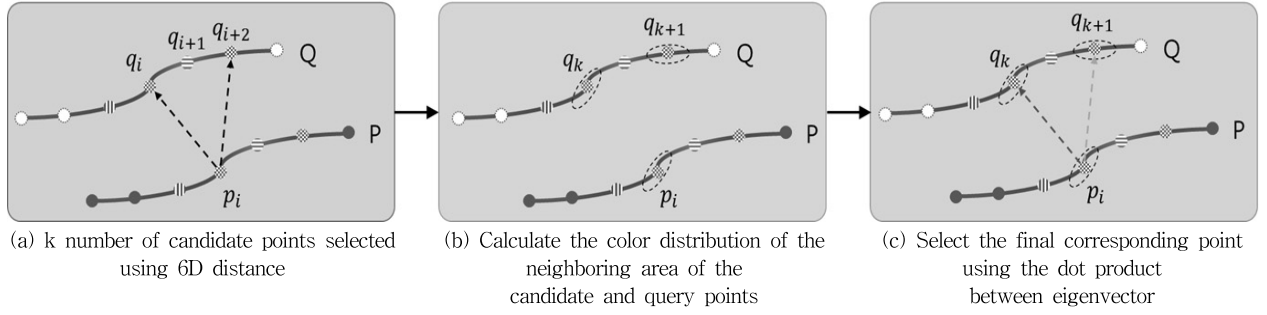 q_{i+1} q_{i+2}
q_i
Q
P
p_i
(a) k number of candidate points selected
using 6D distance
q_{k+1}
q_k
Q
P
p_i
(b) Calculate the color distribution of the
neighboring area of the
candidate and query points
q_{k+1}
q_k
Q
P
p_i
(c) Select the final corresponding point
using the dot product
between eigenvector